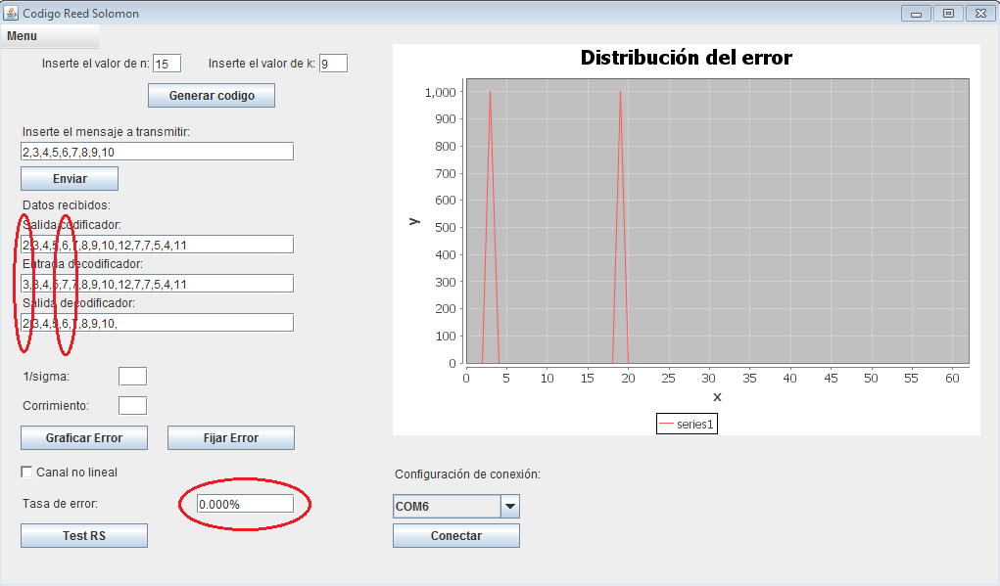 Codigo Reed Solomon
Menu
Inserte el valor de n: 15 Inserte el valor de k: 9
Generar codigo
Inserte el mensaje a transmitir:
2,3,4,5,6,7,8,9,10
Enviar
Datos recibidos:
Salida codificador:
2,3,4,5,6,7,8,9,10,12,7,7,5,4,11
Entrada decodificador:
3,3,4,5,7,7,8,9,10,12,7,7,5,4,11
Salida decodificador:
2,3,4,5,6,7,8,9,10,
1/sigma:
Corrimiento:
Graficar Error Fijar Error
Canal no lineal
Tasa de error: 0.000%
Test RS
Distribución del error
1,000
900
800
700
600
500
400
300
200
100
0
y
0 5 10 15 20 25 30 35 40 45 50 55 60
x
series1
Configuración de conexión:
COM6
Conectar